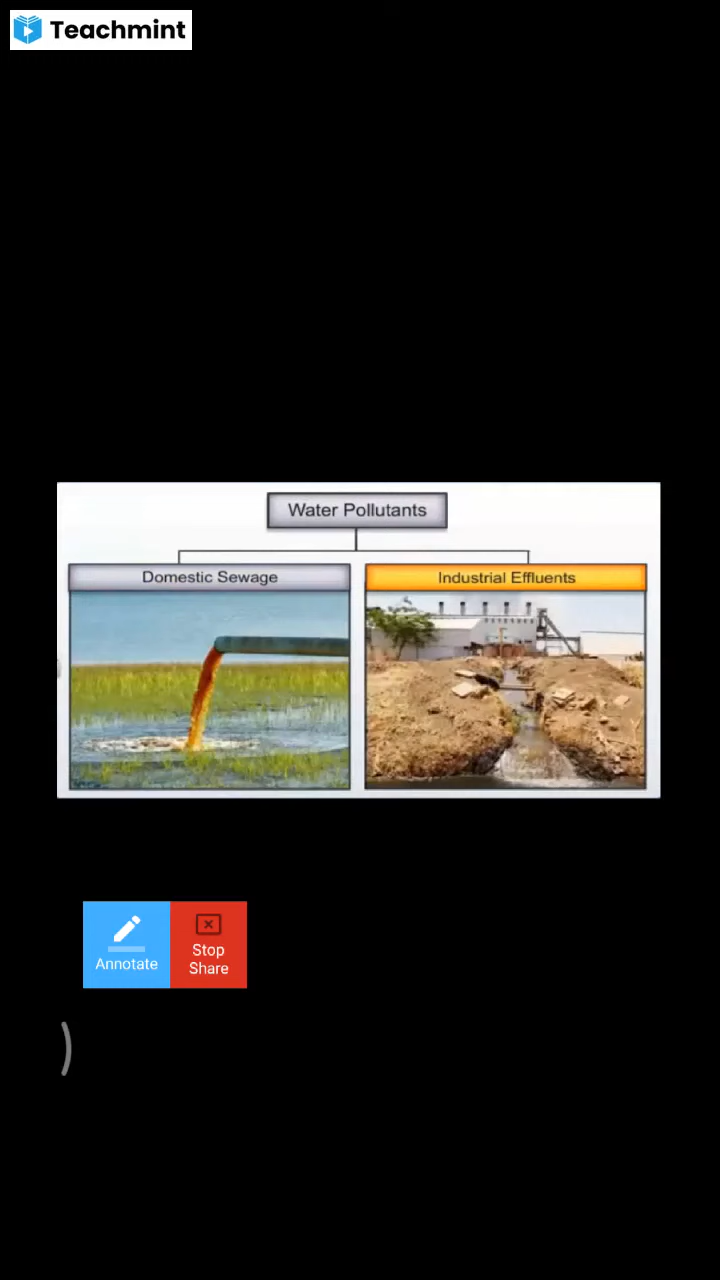 Teachmint
Water Pollutants
Domestic Sewage
Industrial Effluents
Annotate
Stop
Share